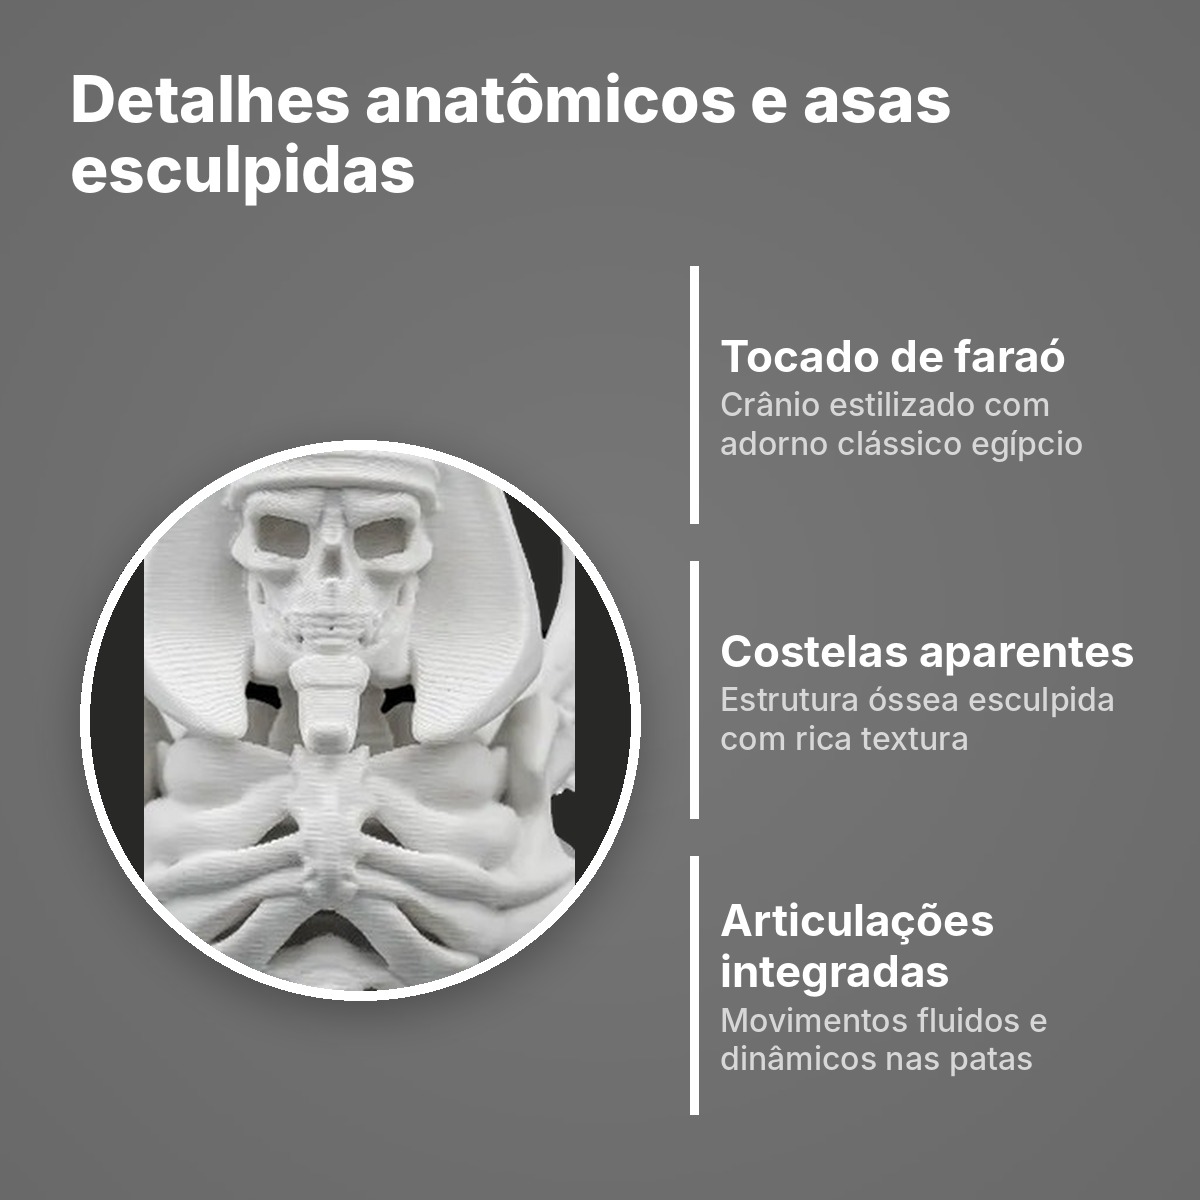 Detalhes anatômicos e asas
esculpidas
Tocado de faraó
Crânio estilizado com
adorno clássico egípcio
Costelas aparentes
Estrutura óssea esculpida
com rica textura
Articulações
integradas
Movimentos fluidos e
dinâmicos nas patas